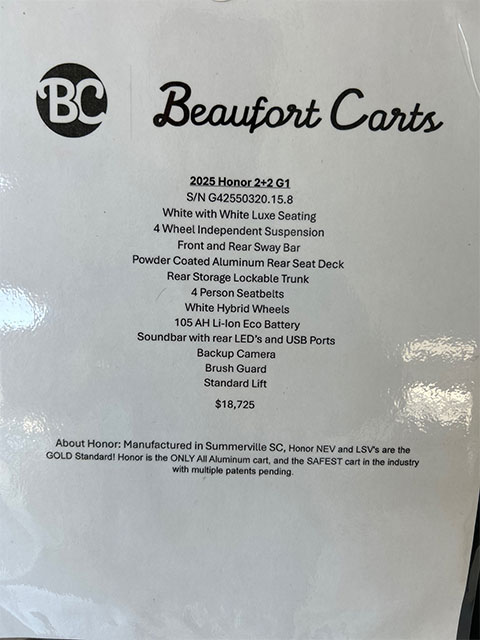 BC
Beaufort Carts
2025 Honor 2+2 G1
S/N G42550320.15.8
White with White Luxe Seating
4 Wheel Independent Suspension
Front and Rear Sway Bar
Powder Coated Aluminum Rear Seat Deck
Rear Storage Lockable Trunk
4 Person Seatbelts
White Hybrid Wheels
105 AH Li-Ion Eco Battery
Soundbar with rear LED's and USB Ports
Backup Camera
Brush Guard
Standard Lift
$18,725
About Honor: Manufactured in Summerville SC, Honor NEV and LSV's are the
GOLD Standard! Honor is the ONLY All Aluminum cart, and the SAFEST cart in the industry
with multiple patents pending.